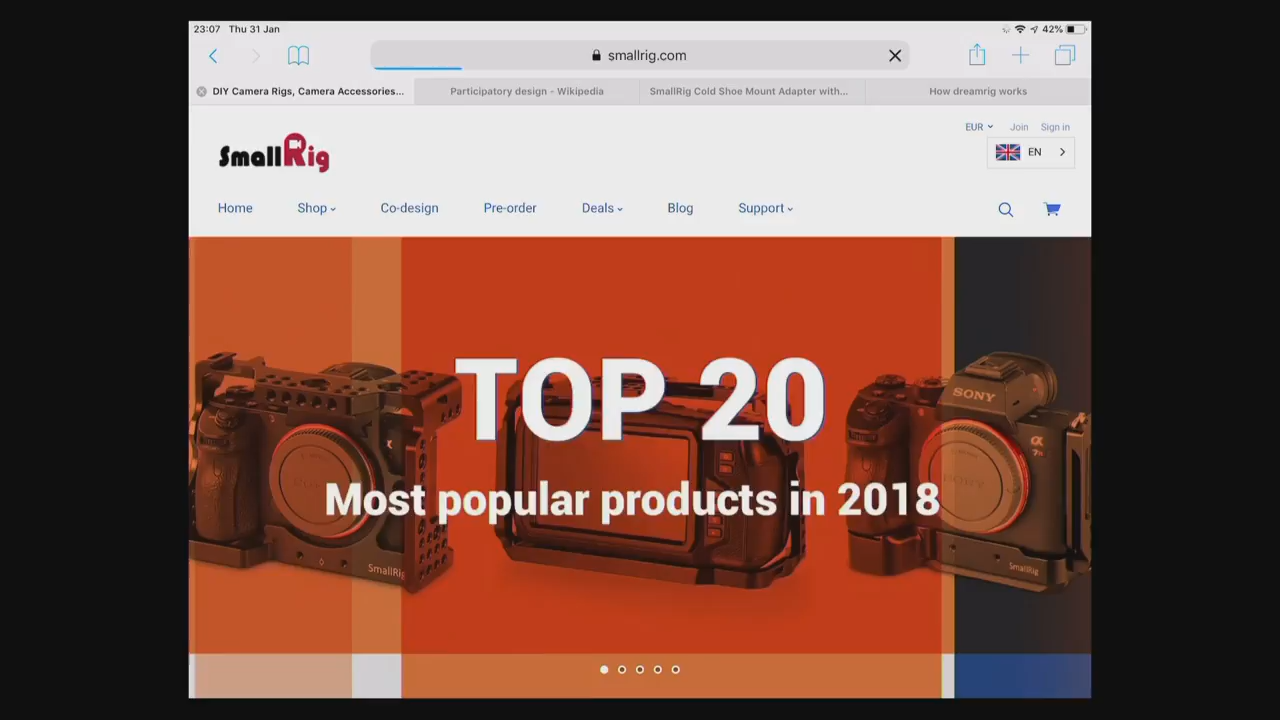 23:07 Thu 31 Jan
42%
smallrig.com
DIY Camera Rigs, Camera Accessories...
Participatory design - Wikipedia
SmallRig Cold Shoe Mount Adapter with...
How dreamrig works
EUR Join Sign in
SmallRig
EN
Home Shop Co-design Pre-order Deals Blog Support
TOP 20
Most popular products in 2018
SONY
α
7R
SmallRig
SmallRig